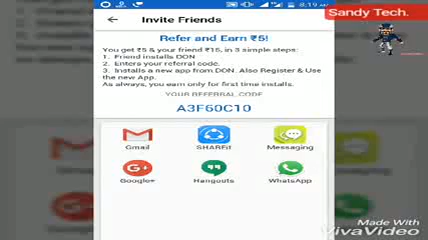 8:19 AM
Sandy Tech.
Invite Friends
Refer and Earn ₹5!
You get ₹5 & your friend ₹15, in 3 simple steps:
1. Friend installs DON
2. Enters your referral code.
3. Installs a new app from DON. Also Register & Use the new App.
As always, you earn only for first time installs.
YOUR REFERRAL CODE
A3F60C10
Gmail SHAREit Messaging
Google+ Hangouts WhatsApp
Made With
VivaVideo